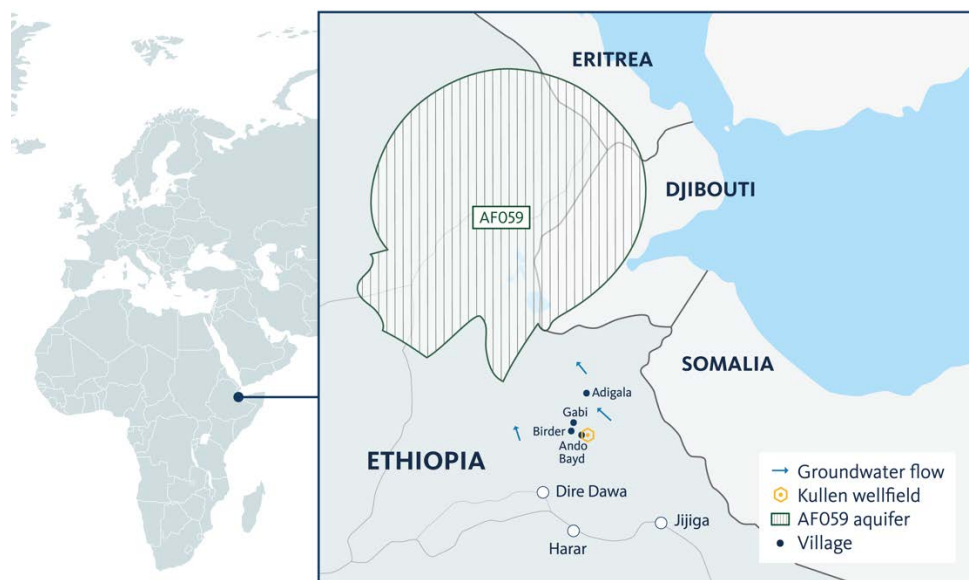 ERITREA
AF059
DJIBOUTI
SOMALIA
Adigala
Gabi
Birder
Ando
Bayd
ETHIOPIA
Dire Dawa
Harar
Jijiga
Groundwater flow
Kullen wellfield
AF059 aquifer
Village